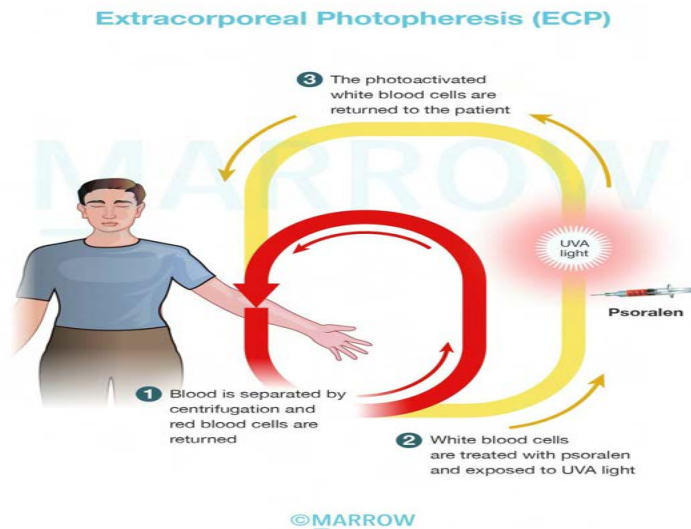 Extracorporeal Photopheresis (ECP)
3 The photoactivated
white blood cells are
returned to the patient
MARROW
UVA
light
Psoralen
1 Blood is separated by
centrifugation and
red blood cells are
returned
2 White blood cells
are treated with psoralen
and exposed to UVA light
©MARROW